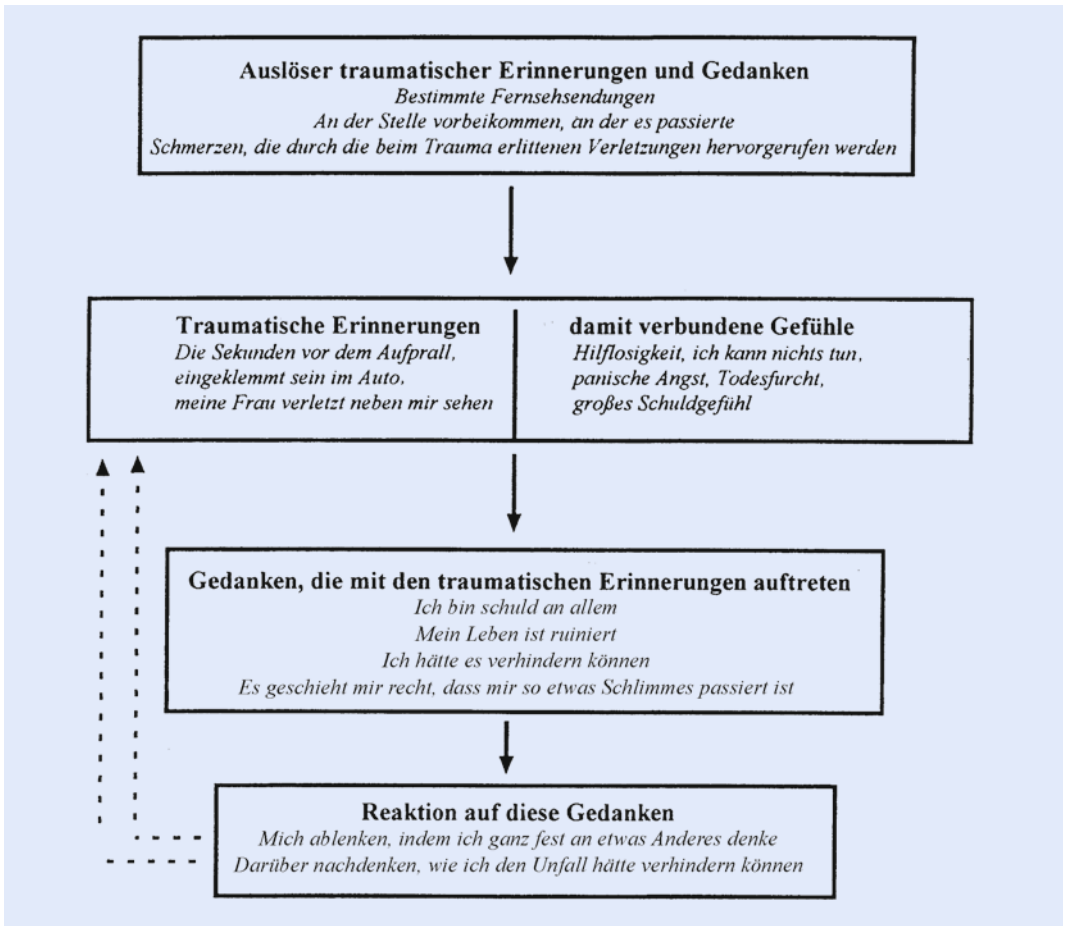 Auslöser traumatischer Erinnerungen und Gedanken
Bestimmte Fernsehsendungen
An der Stelle vorbeikommen, an der es passierte
Schmerzen, die durch die beim Trauma erlittenen Verletzungen hervorgerufen werden
Traumatische Erinnerungen
Die Sekunden vor dem Aufprall,
eingeklemmt sein im Auto,
meine Frau verletzt neben mir sehen
damit verbundene Gefühle
Hilflosigkeit, ich kann nichts tun,
panische Angst, Todesfurcht,
großes Schuldgefühl
Gedanken, die mit den traumatischen Erinnerungen auftreten
Ich bin schuld an allem
Mein Leben ist ruiniert
Ich hätte es verhindern können
Es geschieht mir recht, dass mir so etwas Schlimmes passiert ist
Reaktion auf diese Gedanken
Mich ablenken, indem ich ganz fest an etwas Anderes denke
Darüber nachdenken, wie ich den Unfall hätte verhindern können